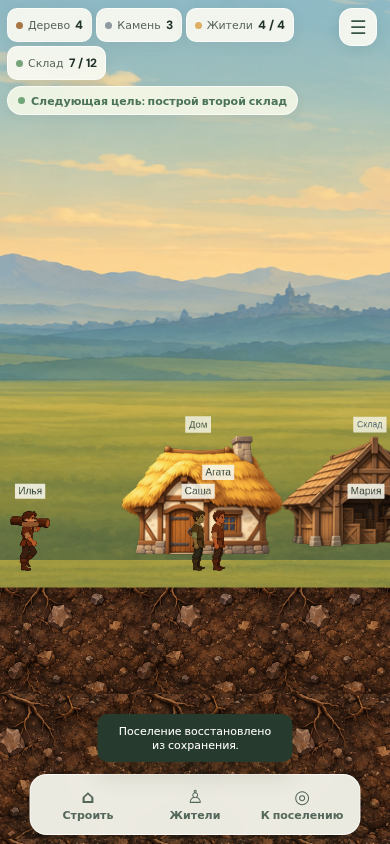 Дерево 4
Камень 3
Жители 4 / 4
Склад 7 / 12
Следующая цель: построй второй склад
Дом
Склад
Агата
Илья
Саша
Мария
Поселение восстановлено
из сохранения.
Строить
Жители
К поселению